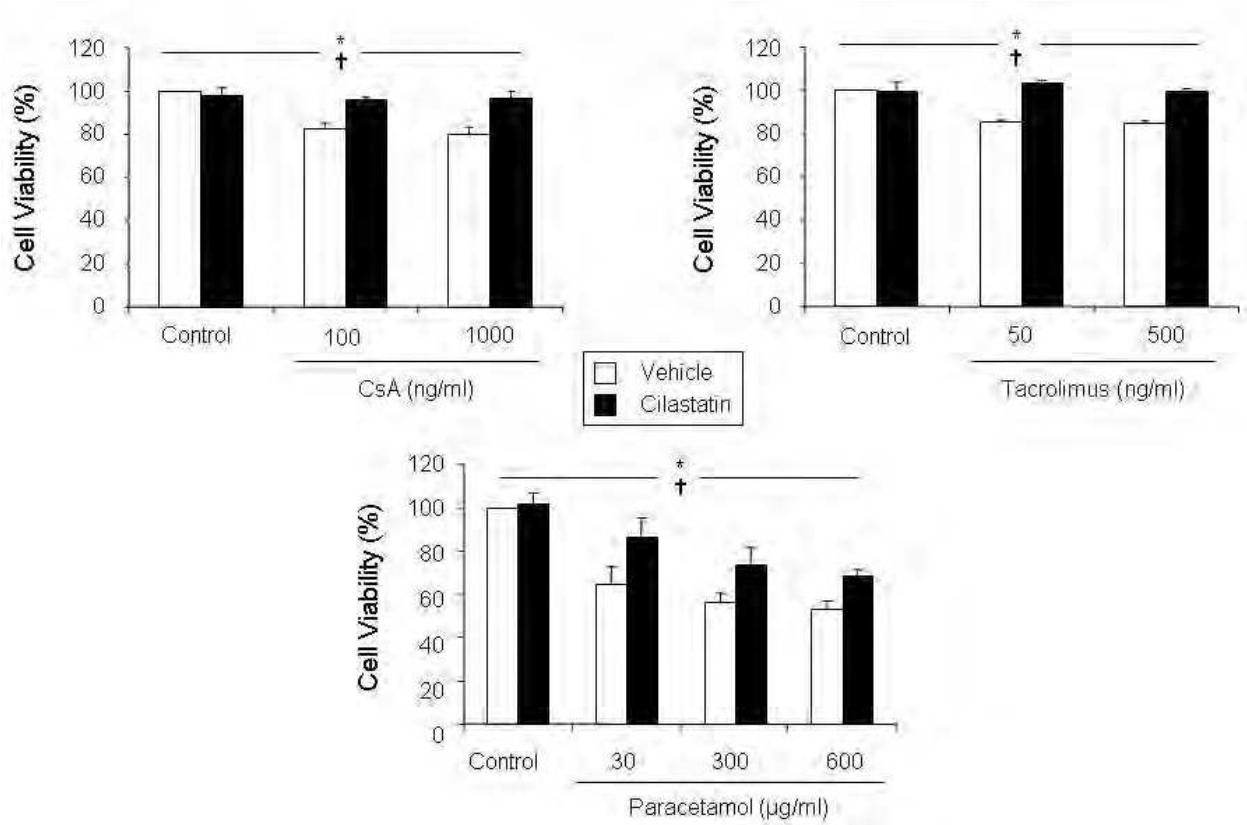 *
†
120
100
80
60
40
20
0
Cell Viability (%)
Control 100 1000
CsA (ng/ml)
*
†
120
100
80
60
40
20
0
Cell Viability (%)
Control 50 500
Tacrolimus (ng/ml)
Vehicle
Cilastatin
*
†
120
100
80
60
40
20
0
Cell Viability (%)
Control 30 300 600
Paracetamol (µg/ml)